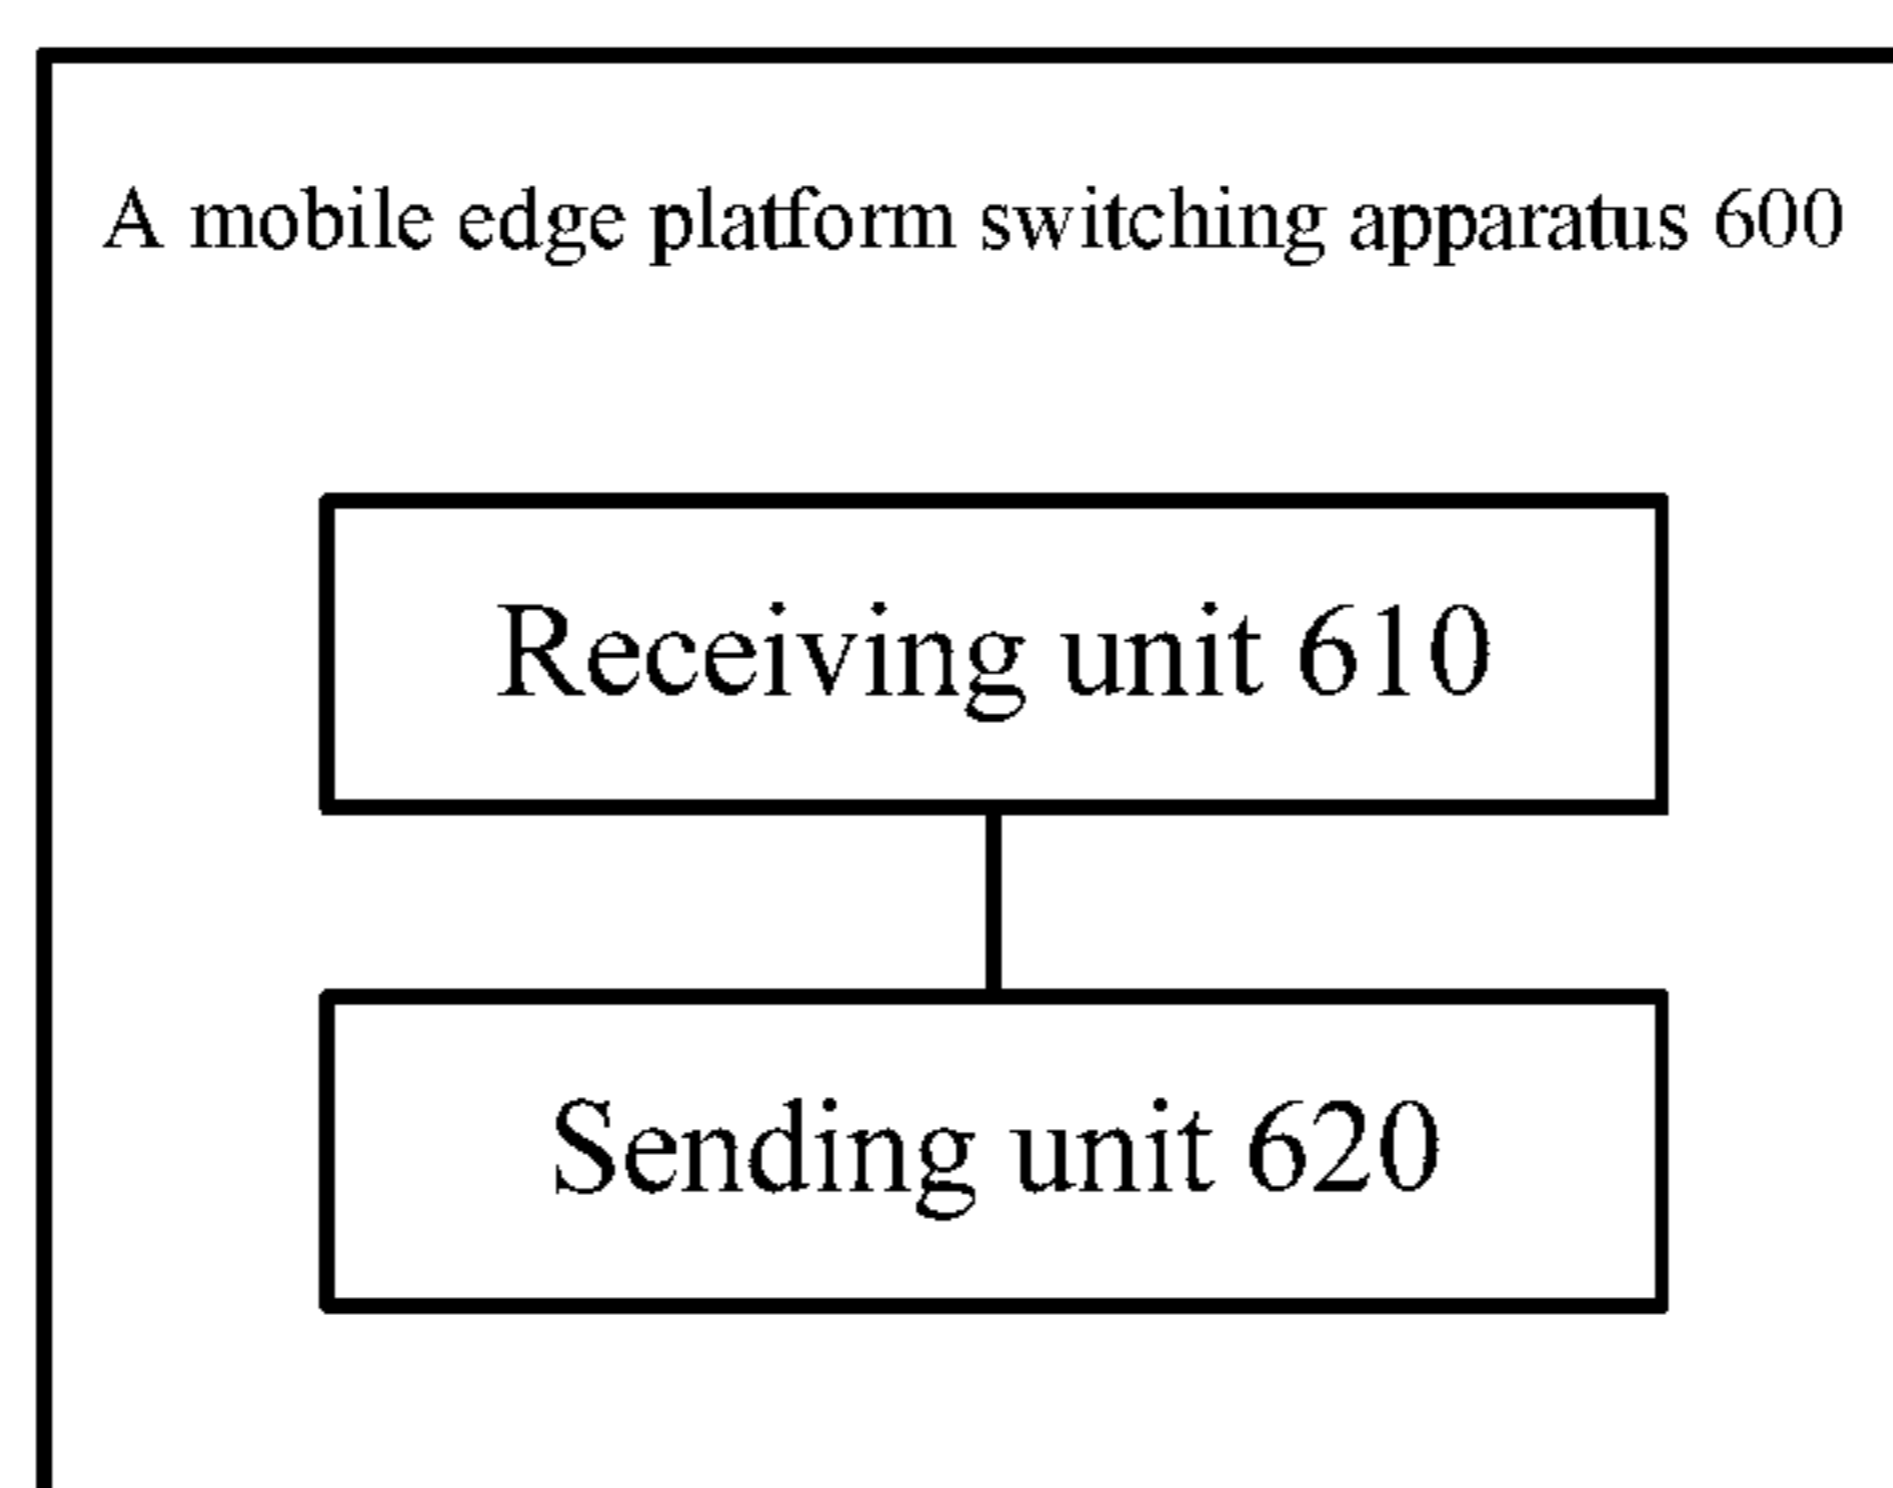 A mobile edge platform switching apparatus 600
Receiving unit 610
Sending unit 620